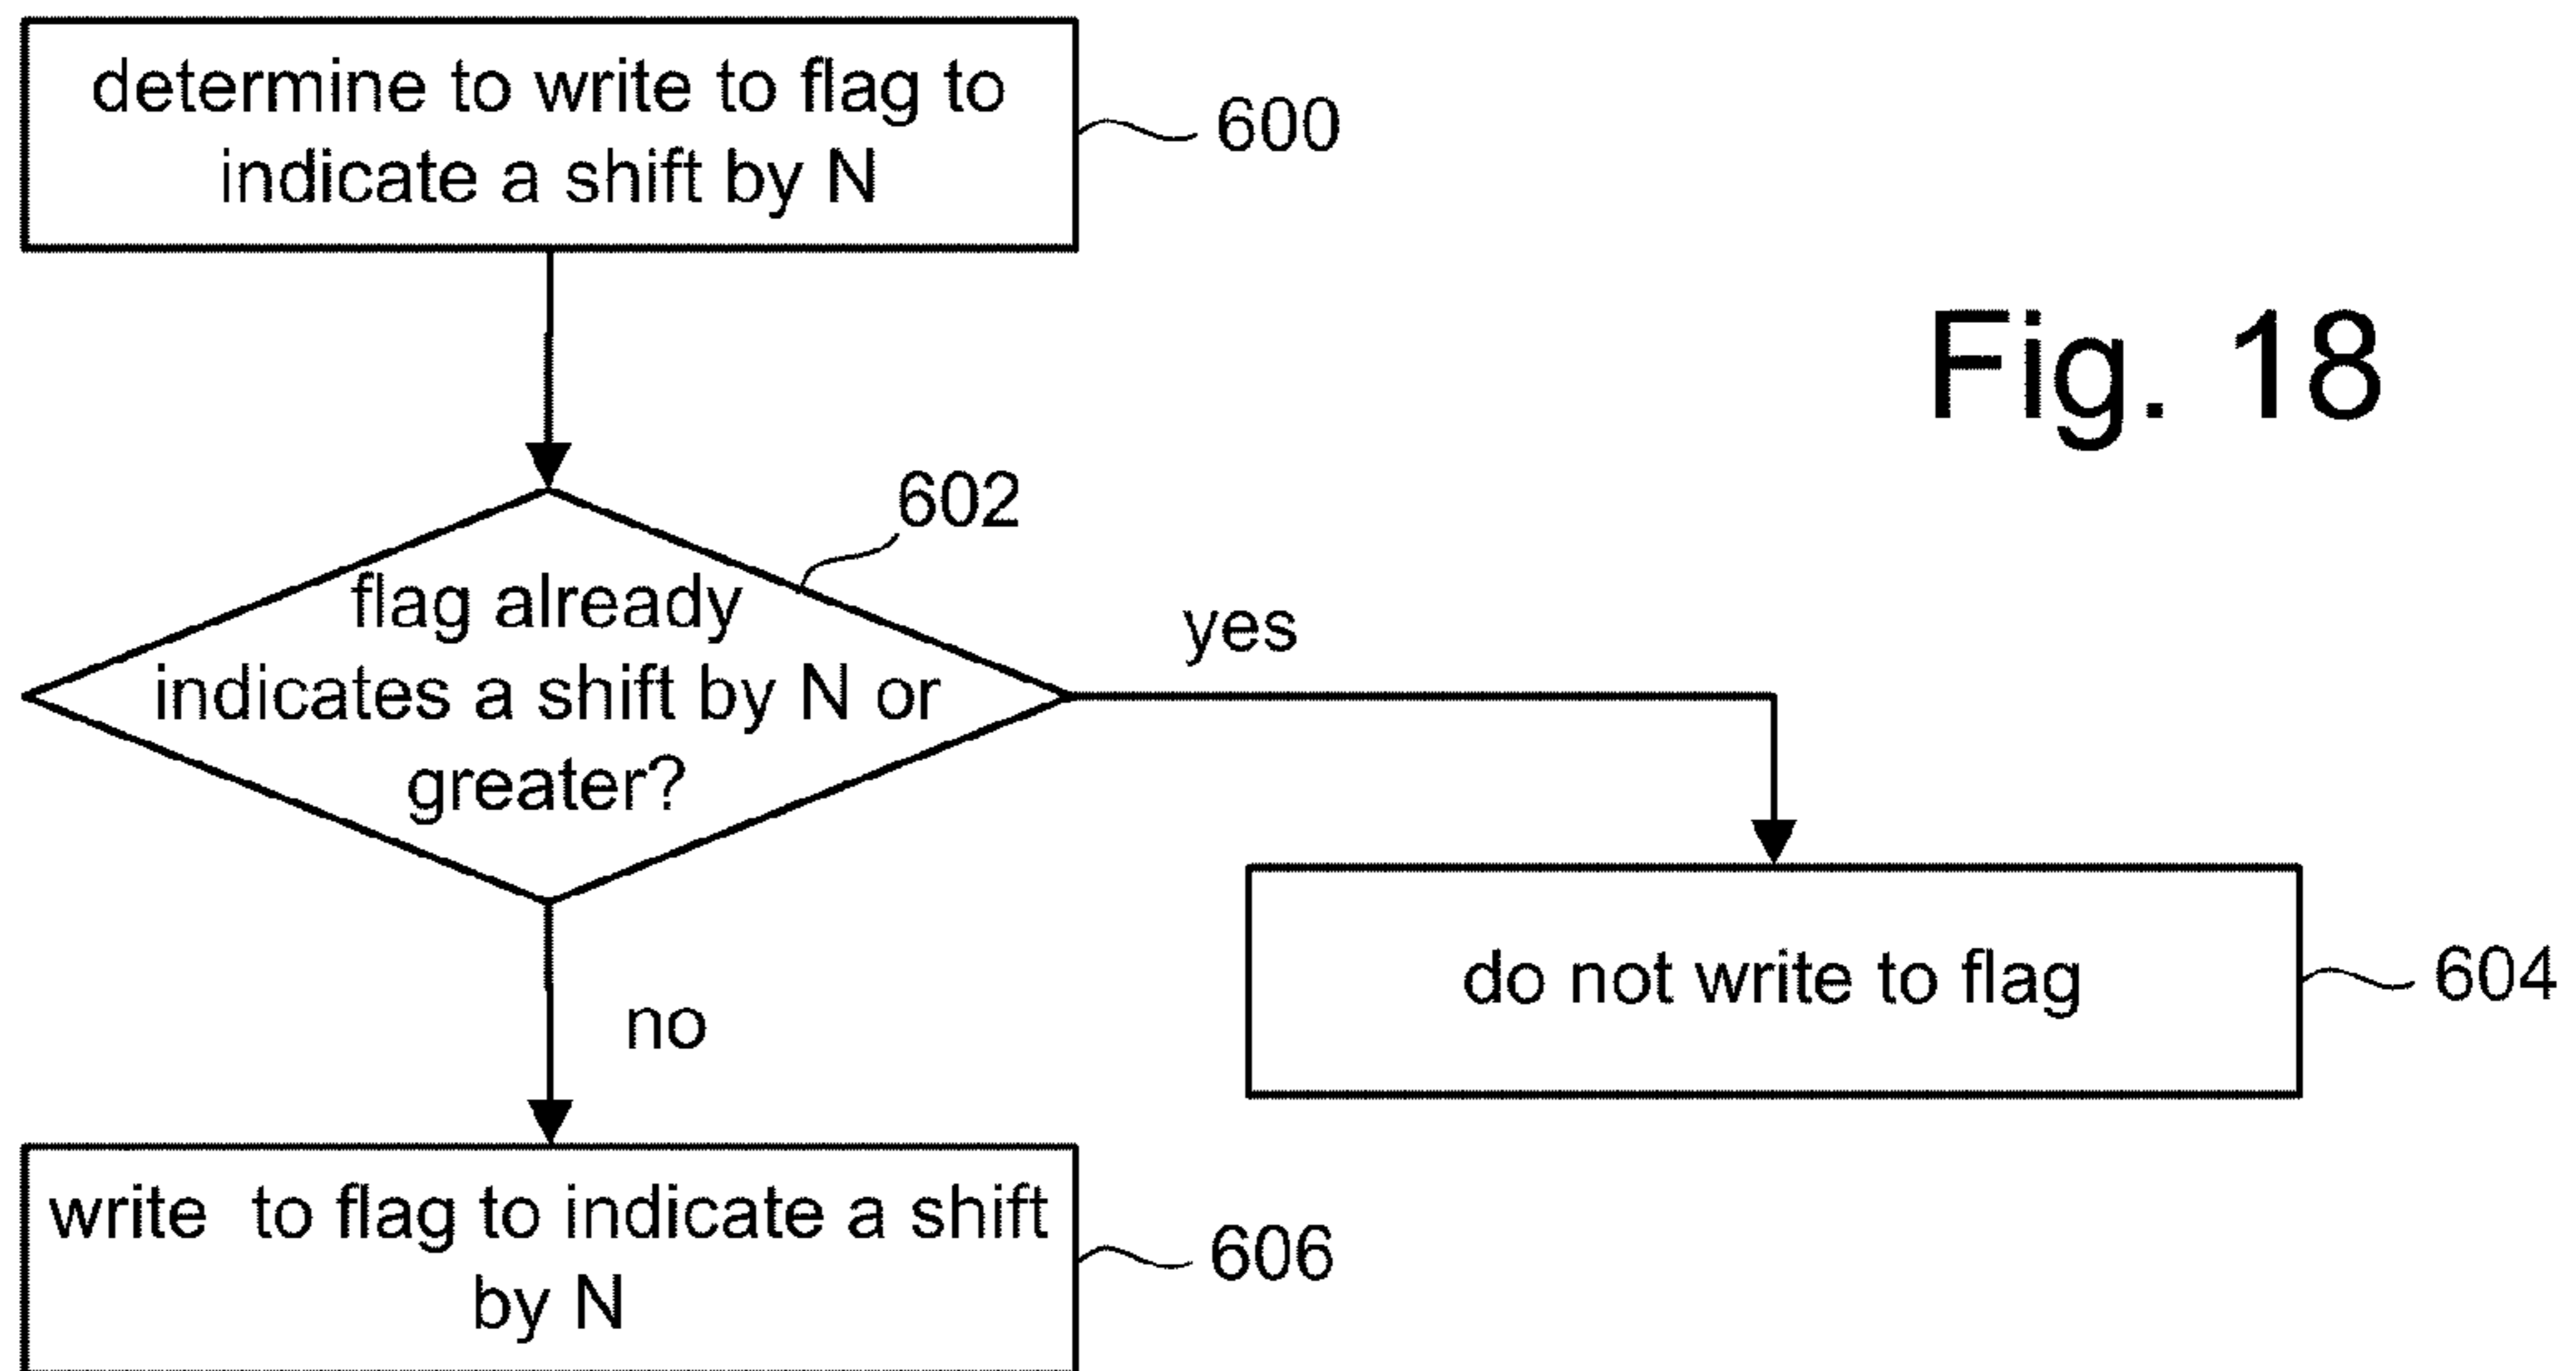 determine to write to flag to
indicate a shift by N
600
Fig. 18
602
flag already
indicates a shift by N or
greater?
yes
do not write to flag
604
no
write  to flag to indicate a shift
by N
606